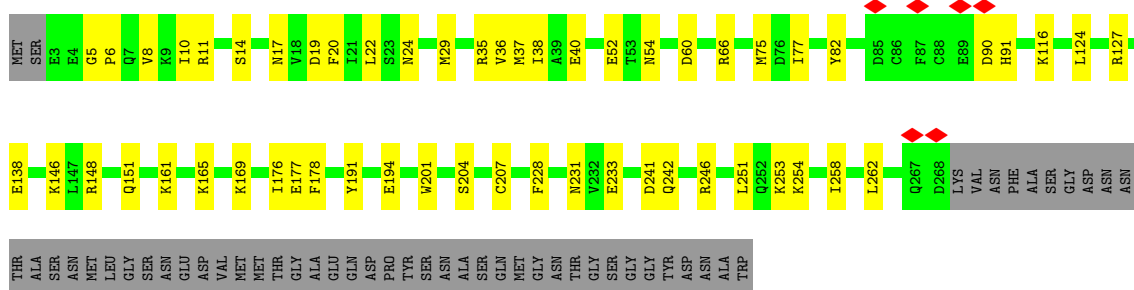 MET SER E3 E4 G5 P6 Q7 V8 K9 I10 R11 S14 N17 V18 D19 F20 I21 L22 S23 N24 M29 R35 V36 M37 I38 A39 E40 E52 T53 N54 D60 R66 M75 D76 I77 Y82 D85 C86 F87 C88 E89 D90 H91 K116 L124 R127
E138 K146 L147 R148 Q151 K161 K165 K169 I176 E177 F178 Y191 E194 W201 S204 C207 F228 N231 V232 E233 D241 Q242 R246 L251 Q252 K253 K254 I258 L262 Q267 D268 LYS VAL ASN PHE ALA SER GLY ASP ASN ASN
THR ALA SER ASN MET LEU GLY SER ASN GLU ASP VAL MET MET THR GLY ALA GLU GLN ASP PRO TYR SER ASN ALA SER GLN MET GLY ASN THR GLY SER GLY GLY TYR ASP ASN ALA TRP